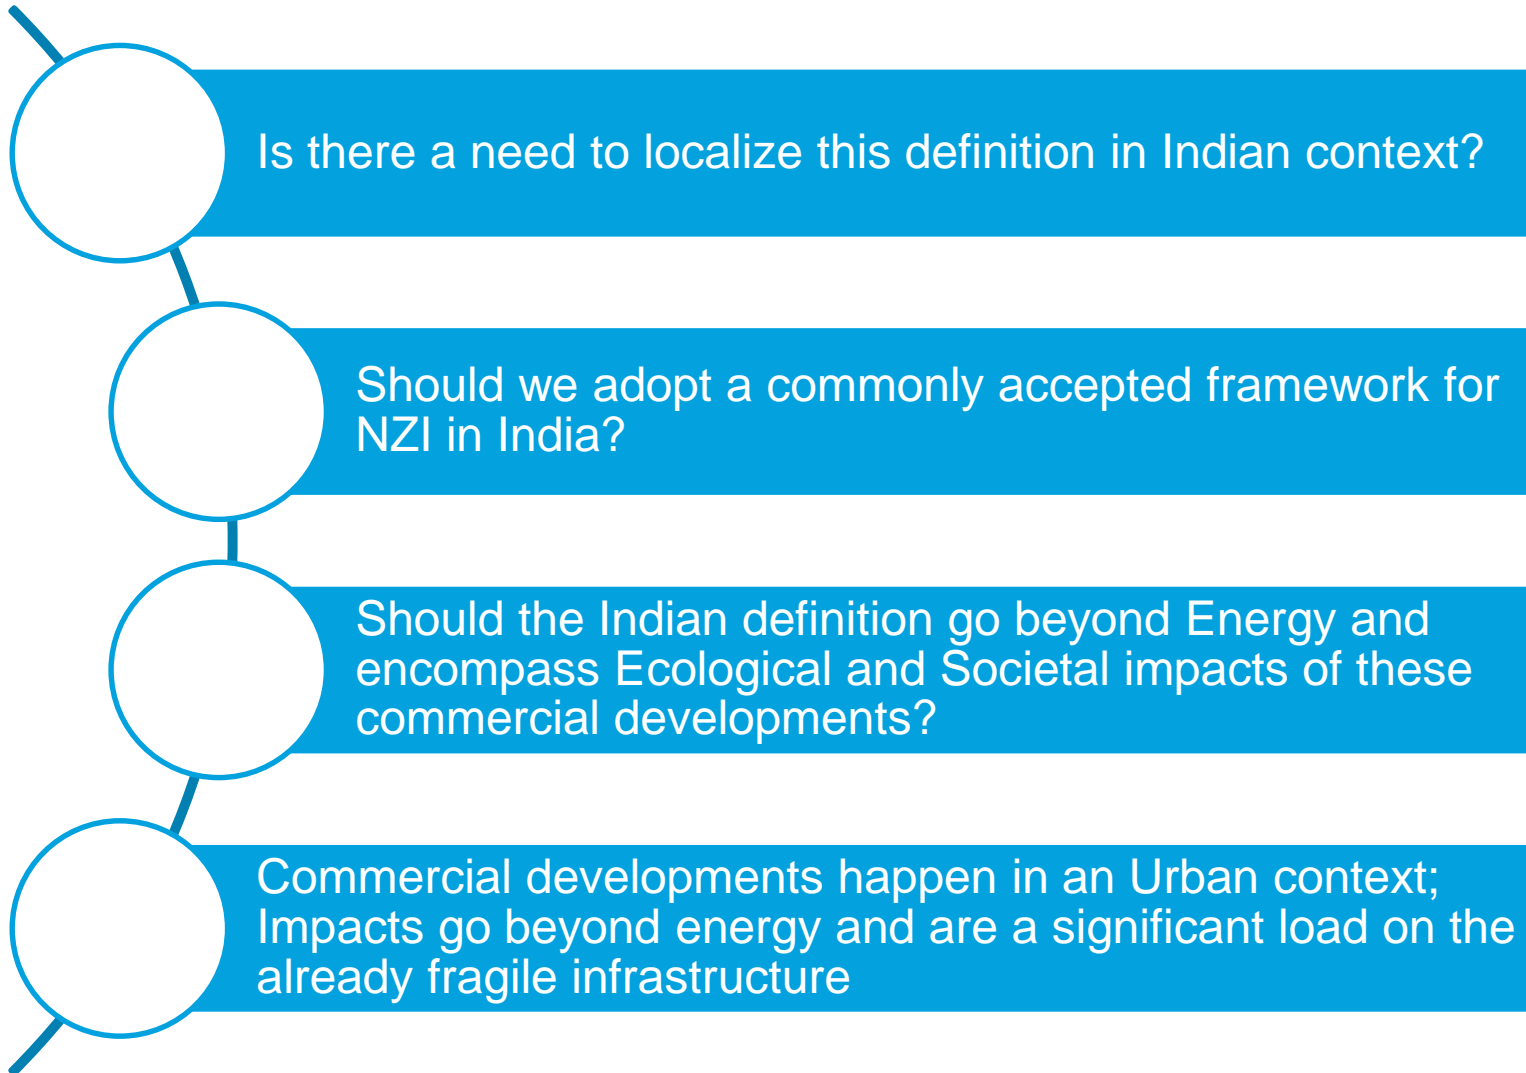 Is there a need to localize this definition in Indian context?
Should we adopt a commonly accepted framework for
NZI in India?
Should the Indian definition go beyond Energy and
encompass Ecological and Societal impacts of these
commercial developments?
Commercial developments happen in an Urban context;
Impacts go beyond energy and are a significant load on the
already fragile infrastructure